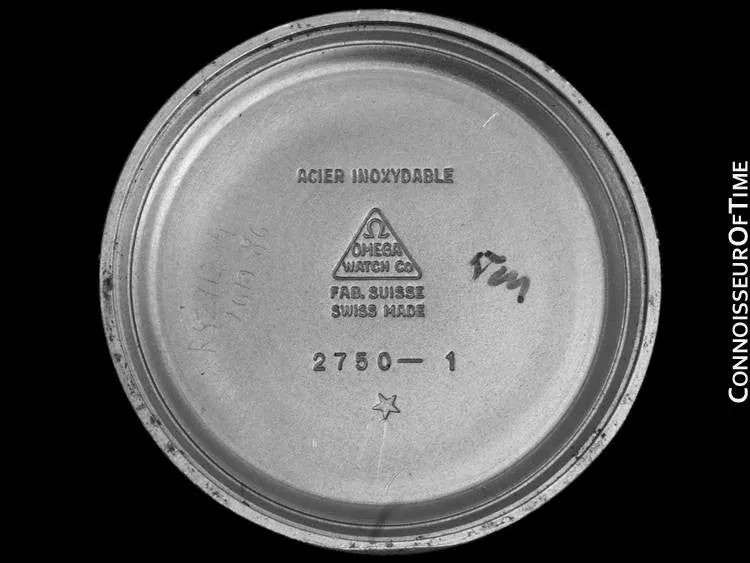 ACIER INOXYDABLE
Ω
OMEGA
WATCH Co
FAB. SUISSE
SWISS MADE
2750— 1
CONNOISSEUROFTIME